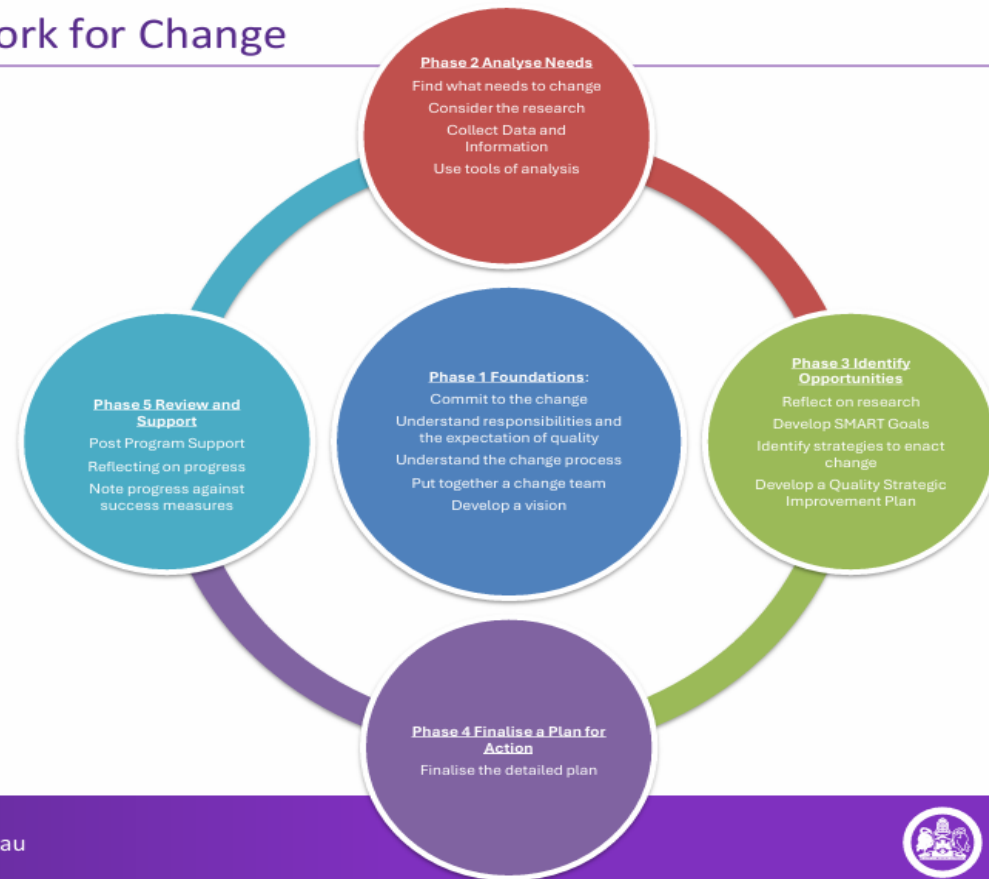 ork for Change
Phase 2 Analyse Needs
Find what needs to change
Consider the research
Collect Data and
Information
Use tools of analysis
Phase 1 Foundations:
Commit to the change
Understand responsibilities and
the expectation of quality
Understand the change process
Put together a change team
Develop a vision
Phase 3 Identify
Opportunities
Reflect on research
Develop SMART Goals
Identify strategies to enact
change
Develop a Quality Strategic
Improvement Plan
Phase 4 Finalise a Plan for
Action
Finalise the detailed plan
Phase 5 Review and
Support
Post Program Support
Reflecting on progress
Note progress against
success measures
au